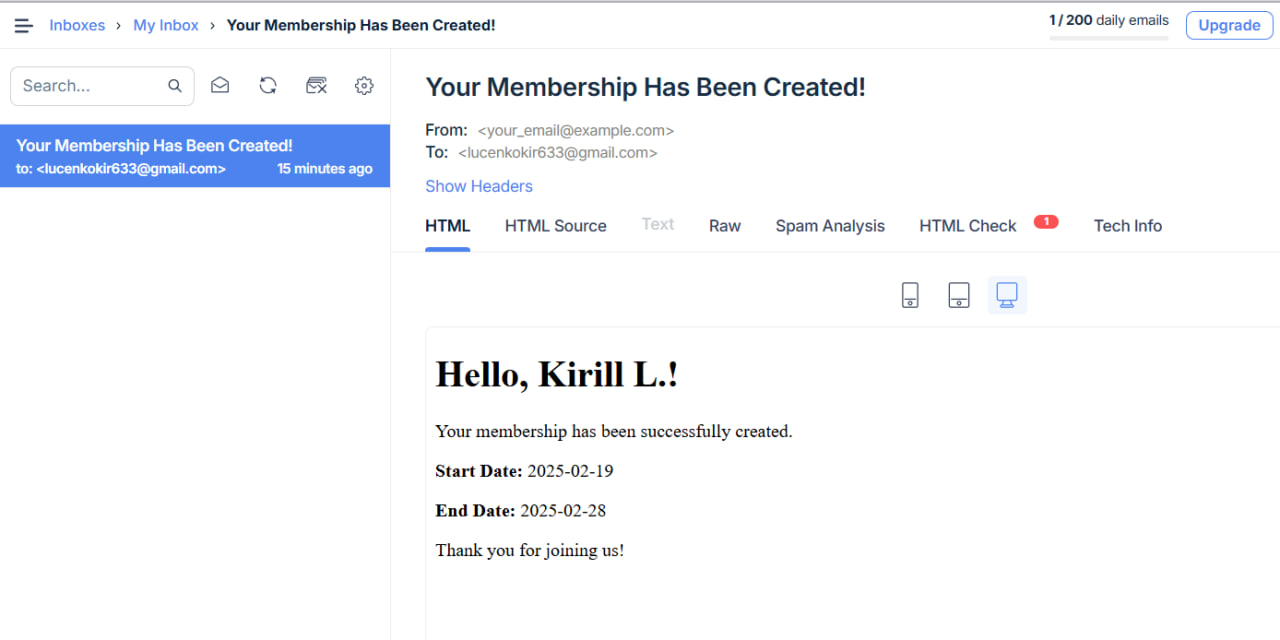 Inboxes › My Inbox › Your Membership Has Been Created!
1 / 200 daily emails
Upgrade
Search...
Your Membership Has Been Created!
to: <lucenkokir633@gmail.com> 15 minutes ago
Your Membership Has Been Created!
From: <your_email@example.com>
To: <lucenkokir633@gmail.com>
Show Headers
HTML HTML Source Text Raw Spam Analysis HTML Check 1 Tech Info
Hello, Kirill L.!
Your membership has been successfully created.
Start Date: 2025-02-19
End Date: 2025-02-28
Thank you for joining us!